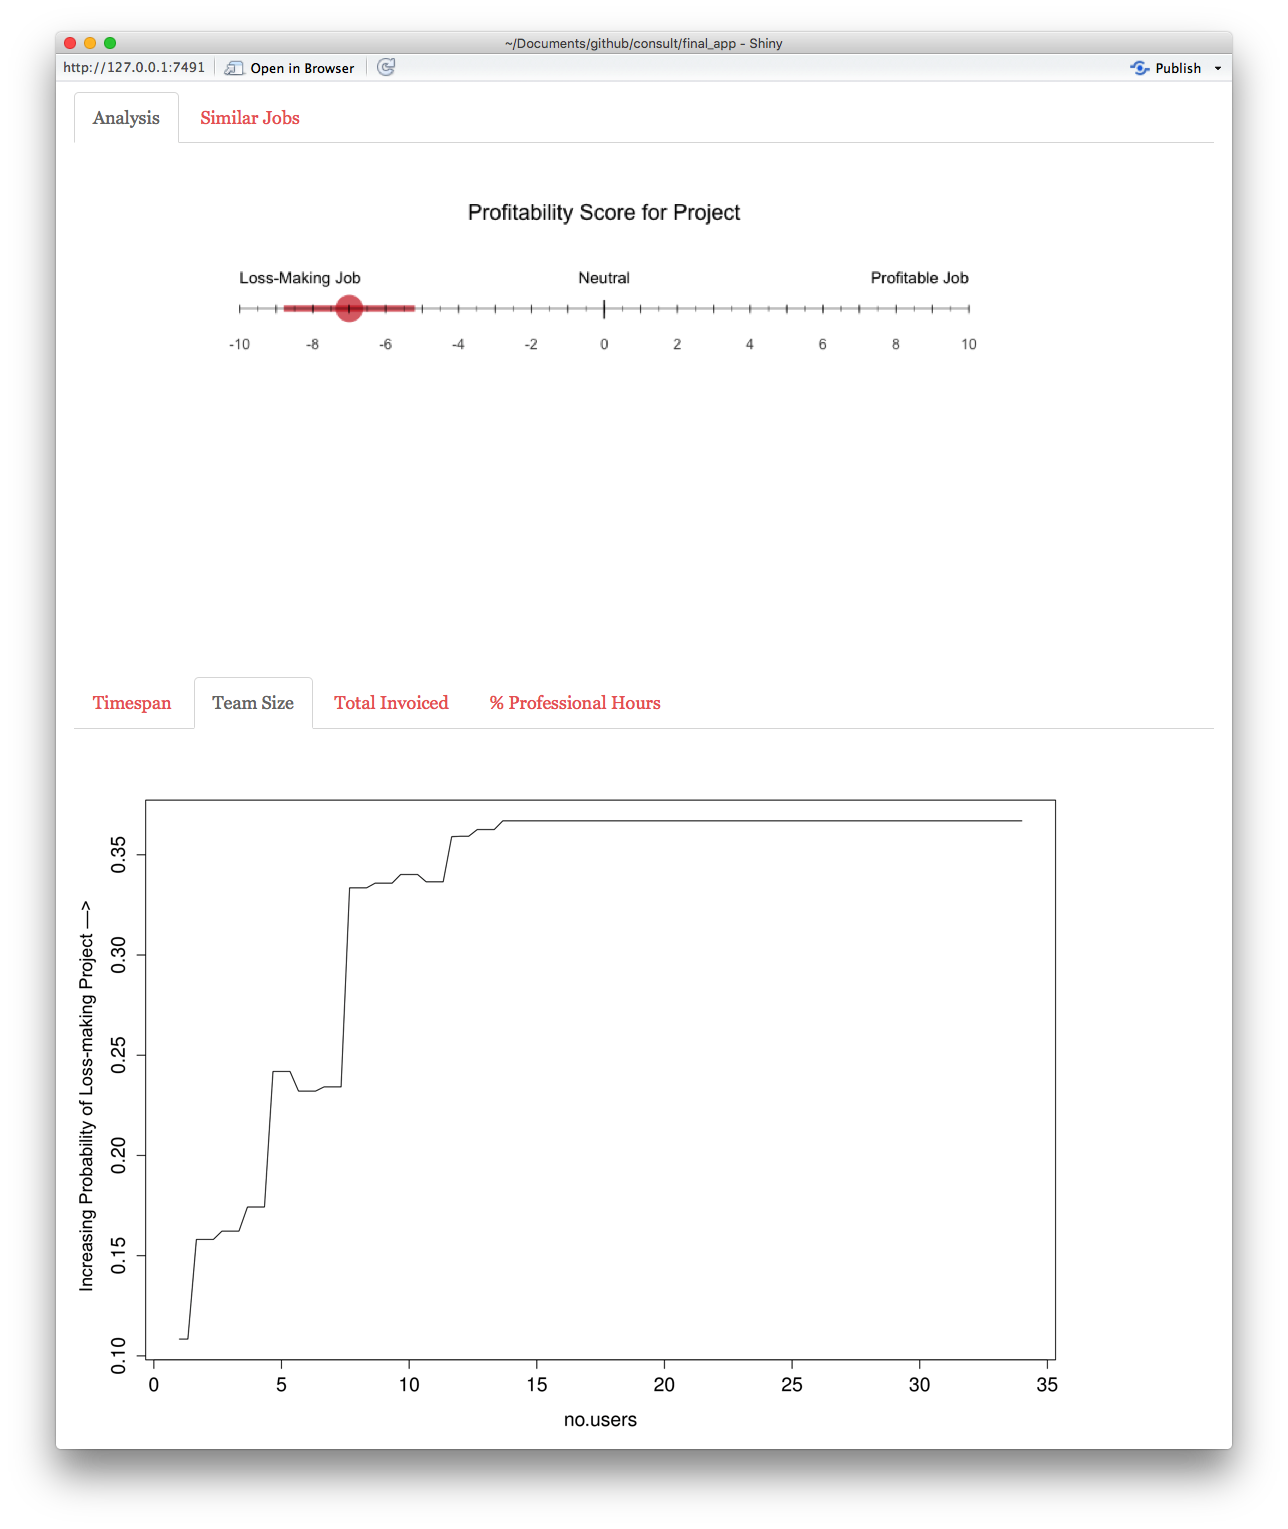 ~/Documents/github/consult/final_app - Shiny
http://127.0.0.1:7491 Open in Browser Publish
Analysis Similar Jobs
Profitability Score for Project
Loss-Making Job Neutral Profitable Job
-10 -8 -6 -4 -2 0 2 4 6 8 10
Timespan Team Size Total Invoiced % Professional Hours
Increasing Probability of Loss-making Project —>
0.35
0.30
0.25
0.20
0.15
0.10
0 5 10 15 20 25 30 35
no.users